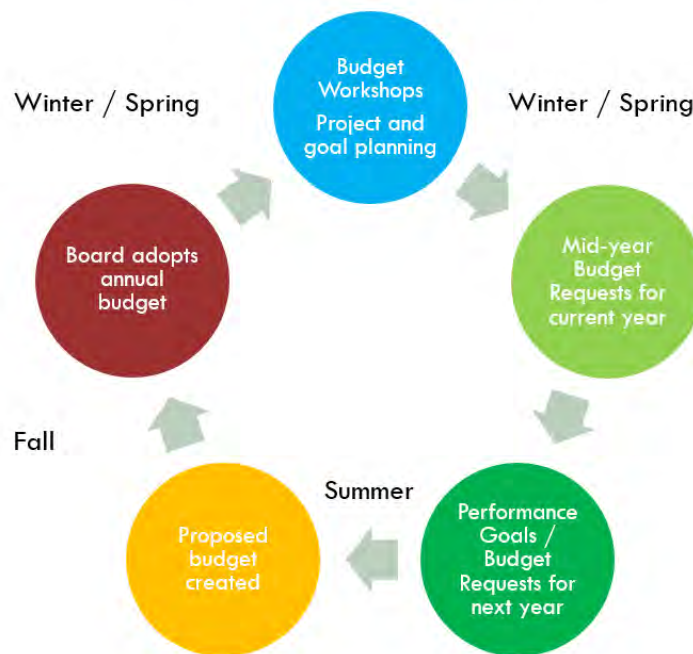 Winter / Spring
Budget
Workshops
Project and
goal planning
Winter / Spring
Mid-year
Budget
Requests for
current year
Performance
Goals /
Budget
Requests for
next year
Summer
Proposed
budget
created
Fall
Board adopts
annual
budget